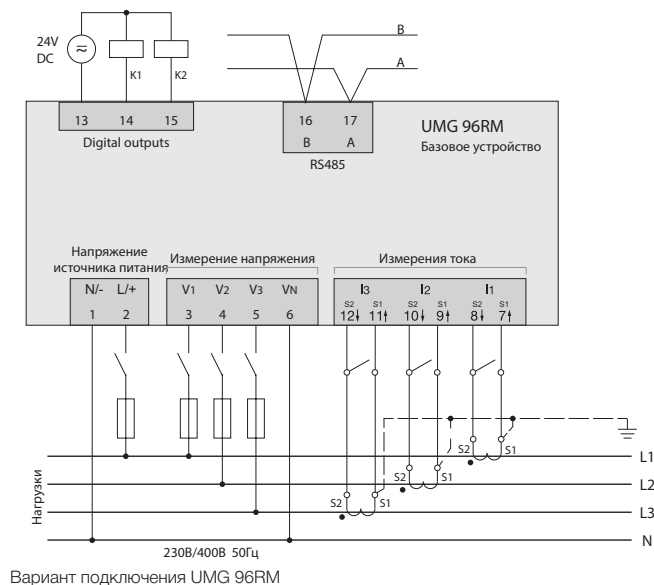 24V
DC
K1
K2
B
A
13 14 15
Digital outputs
16 17
B A
RS485
UMG 96RM
Базовое устройство
Напряжение
источника питания
Измерение напряжения
Измерения тока
N/- L/+
V1 V2 V3 VN
I3 I2 I1
S2 S1 S2 S1 S2 S1
1 2 3 4 5 6 12↓ 11↑ 10↓ 9↑ 8↓ 7↑
S2 S1
L1
S2 S1
L2
S2 S1
L3
N
Нагрузки
230В/400В 50Гц
Вариант подключения UMG 96RM